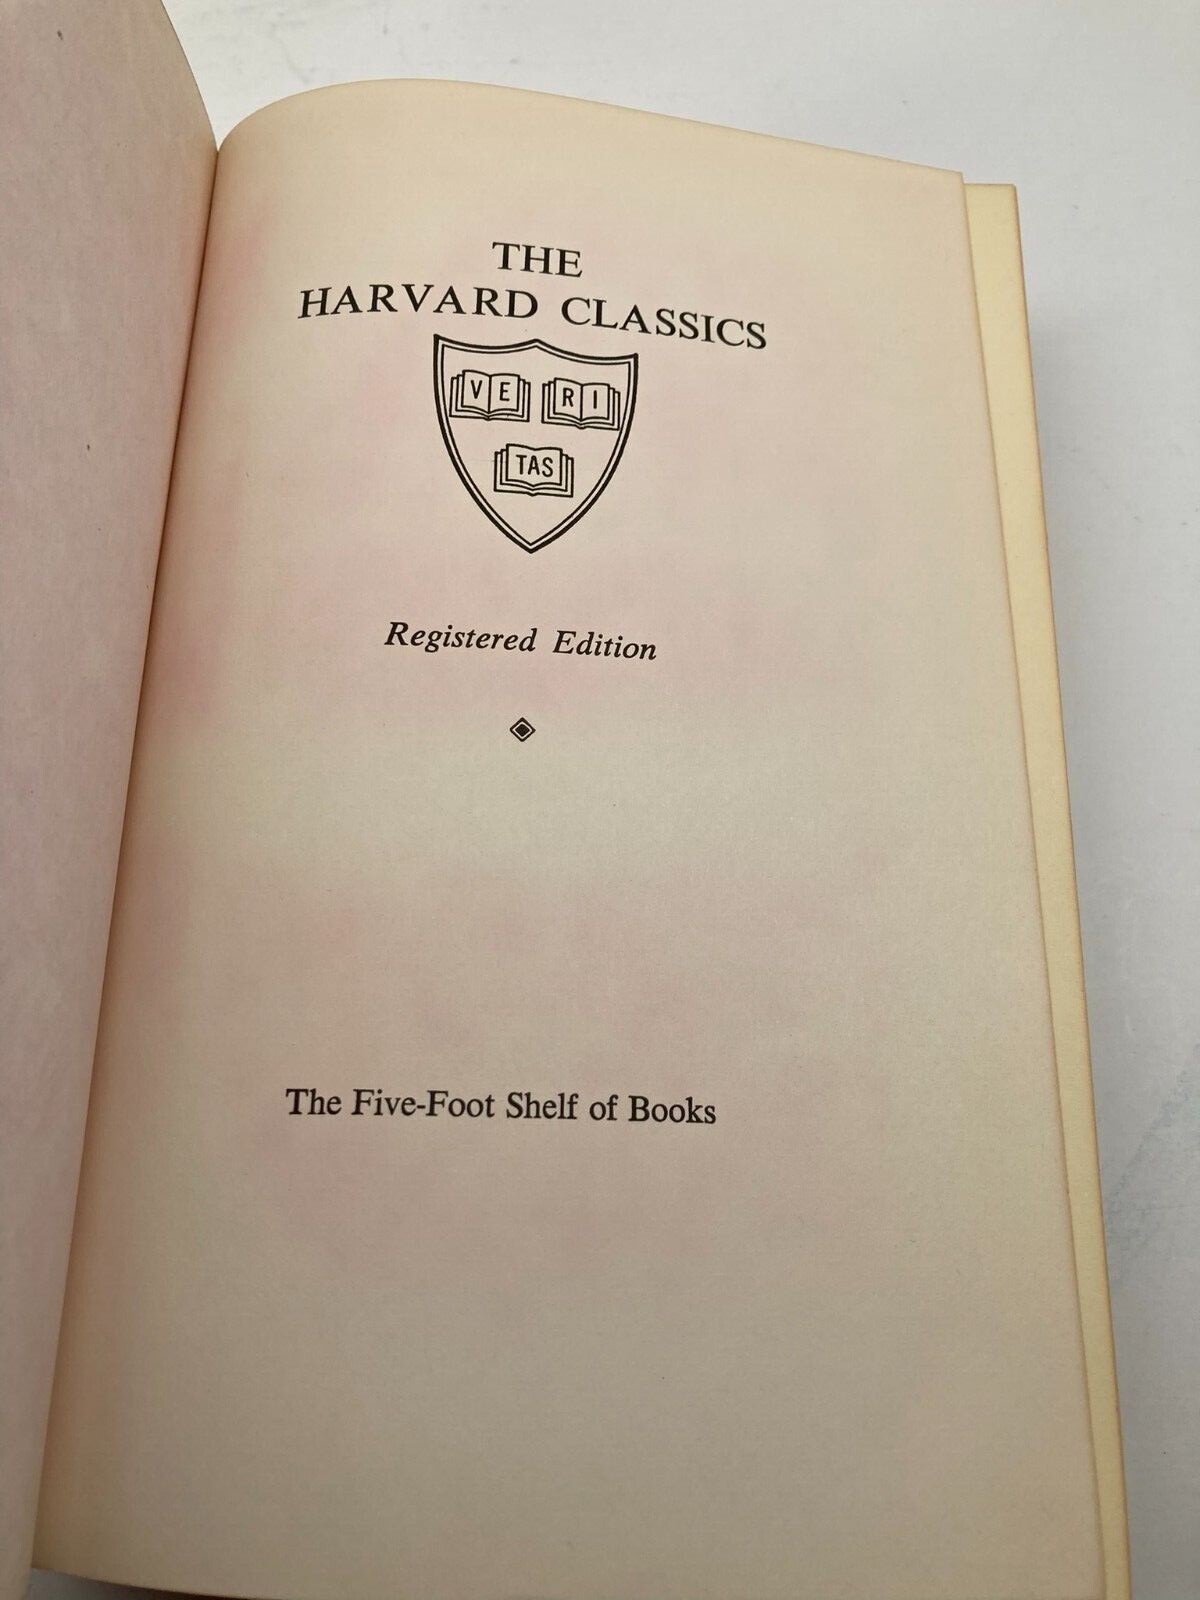 THE
HARVARD CLASSICS
VE RI
TAS
Registered Edition
The Five-Foot Shelf of Books